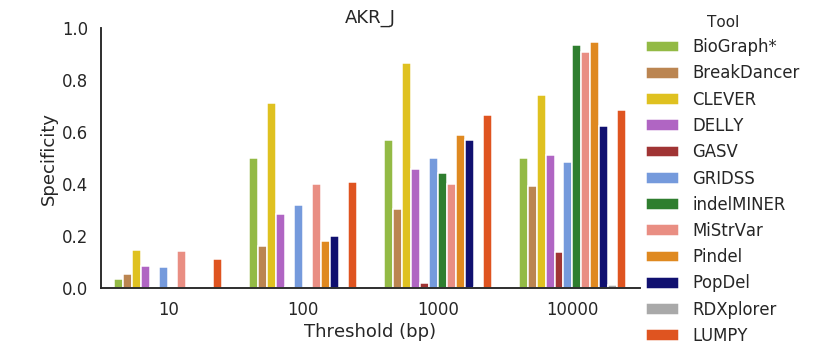 AKR_J
Specificity
1.0
0.8
0.6
0.4
0.2
0.0
10
100
1000
10000
Threshold (bp)
Tool
BioGraph*
BreakDancer
CLEVER
DELLY
GASV
GRIDSS
indelMINER
MiStrVar
Pindel
PopDel
RDXplorer
LUMPY